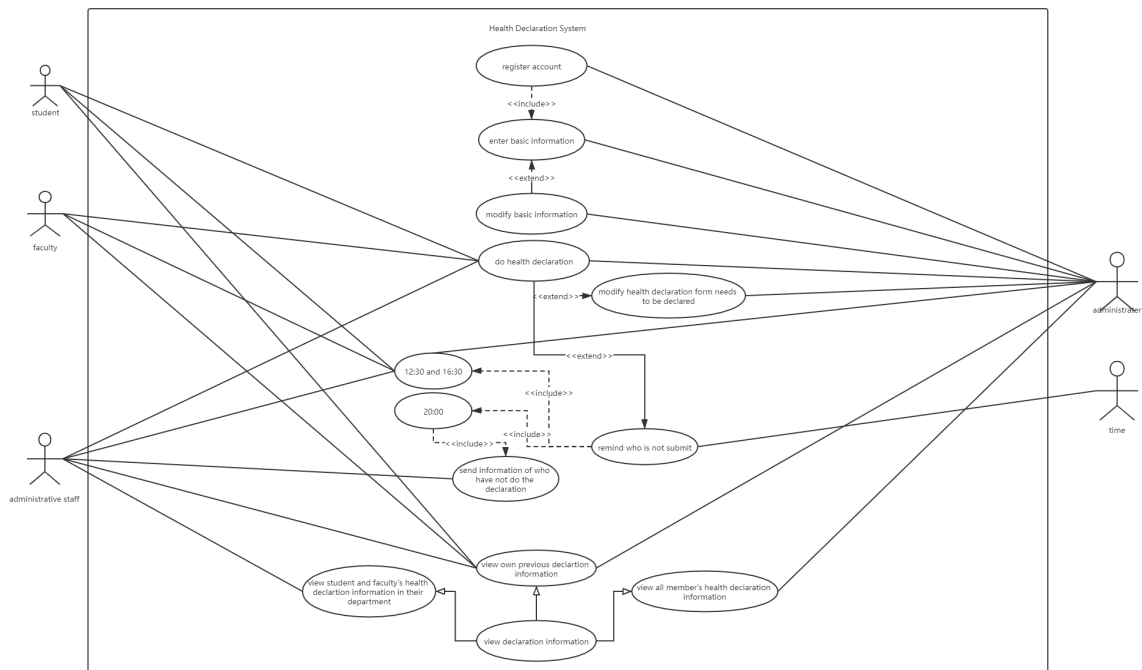 Health Declaration System
register account
<<include>>
student
enter basic information
<<extend>>
modify basic information
faculty
do health declaration
<<extend>>
modify health declaration form needs
to be declared
administrater
<<extend>>
12:30 and 16:30
<<include>>
20:00
time
<<include>>
<<include>>
remind who is not submit
send information of who
have not do the
declaration
administrative staff
view own previous declartion
information
view student and faculty's health
declartion information in their
department
view all member's health declaration
information
view declaration information